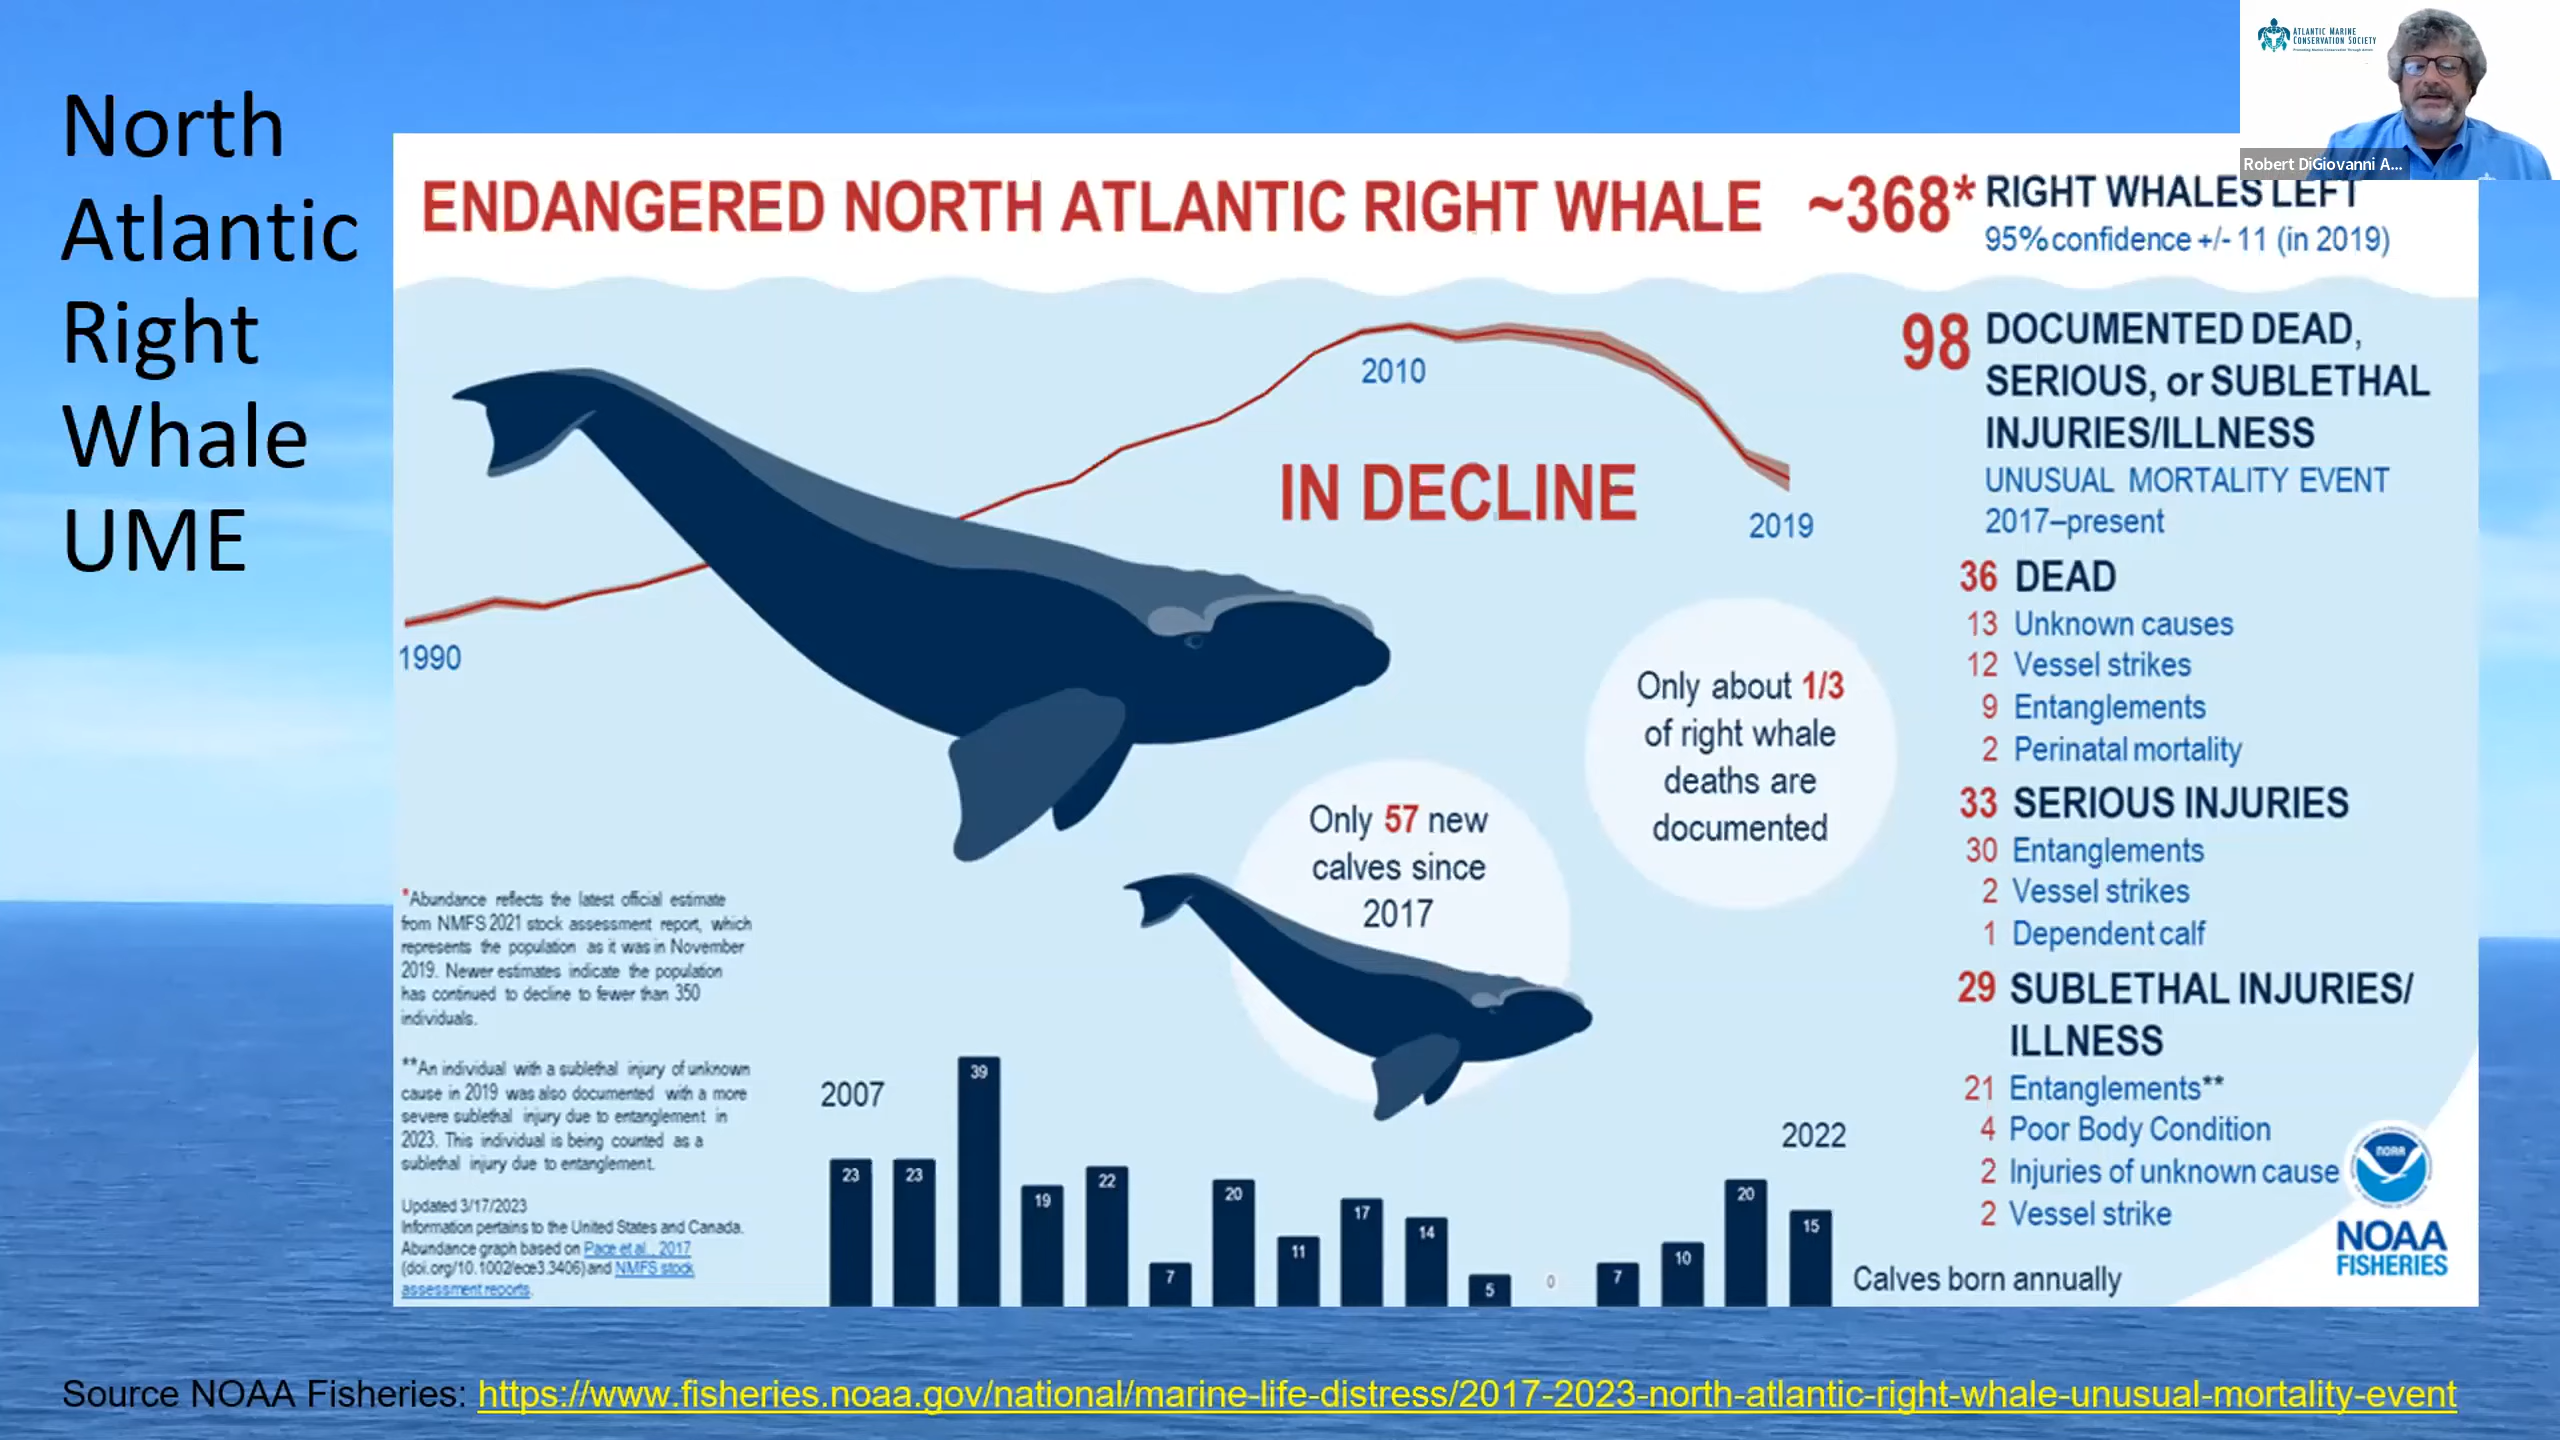 North
Atlantic
Right
Whale
UME
ATLANTIC MARINE
CONSERVATION SOCIETY
Robert DiGiovanni A...
ENDANGERED NORTH ATLANTIC RIGHT WHALE
~368* RIGHT WHALES LEFT
95% confidence +/- 11 (in 2019)
1990
2010
2019
IN DECLINE
98 DOCUMENTED DEAD,
SERIOUS, or SUBLETHAL
INJURIES/ILLNESS
UNUSUAL MORTALITY EVENT
2017–present
36 DEAD
13 Unknown causes
12 Vessel strikes
9 Entanglements
2 Perinatal mortality
33 SERIOUS INJURIES
30 Entanglements
2 Vessel strikes
1 Dependent calf
29 SUBLETHAL INJURIES/
ILLNESS
21 Entanglements**
4 Poor Body Condition
2 Injuries of unknown cause
2 Vessel strike
Only about 1/3
of right whale
deaths are
documented
Only 57 new
calves since
2017
*Abundance reflects the latest official estimate
from NMFS 2021 stock assessment report, which
represents the population as it was in November
2019. Newer estimates indicate the population
has continued to decline to fewer than 350
individuals.
**An individual with a sublethal injury of unknown
cause in 2019 was also documented with a more
severe sublethal injury due to entanglement in
2023. This individual is being counted as a
sublethal injury due to entanglement.
Updated 3/17/2023
Information pertains to the United States and Canada.
Abundance graph based on Pace et al., 2017
(doi.org/10.1002/ece3.3406) and NMFS stock
assessment reports.
2007
2022
23
23
39
19
22
7
20
11
17
14
5
0
7
10
20
15
Calves born annually
NOAA
NOAA
FISHERIES
Source NOAA Fisheries: https://www.fisheries.noaa.gov/national/marine-life-distress/2017-2023-north-atlantic-right-whale-unusual-mortality-event